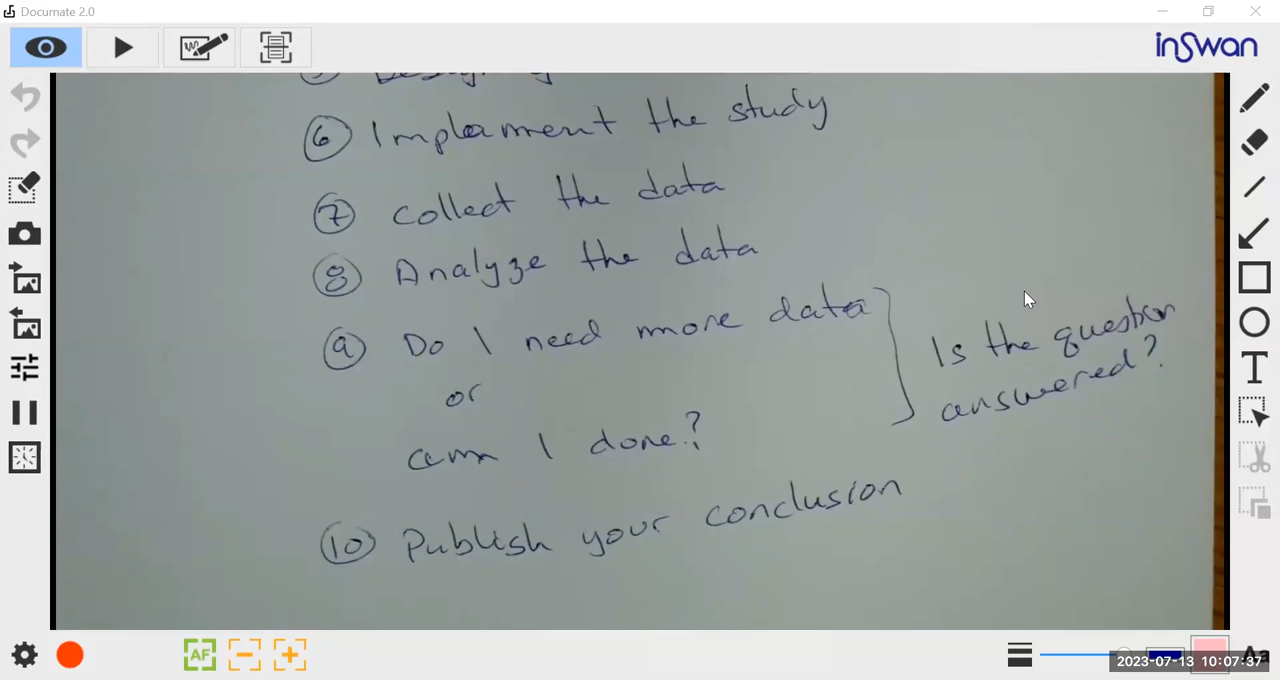 Documate 2.0
inSwan
Design
6 Implement the study
7 Collect the data
8 Analyze the data
9 Do I need more data
or
am I done?
Is the question
answered?
10 Publish your conclusion
AF
T
Aa
2023-07-13 10:07:37